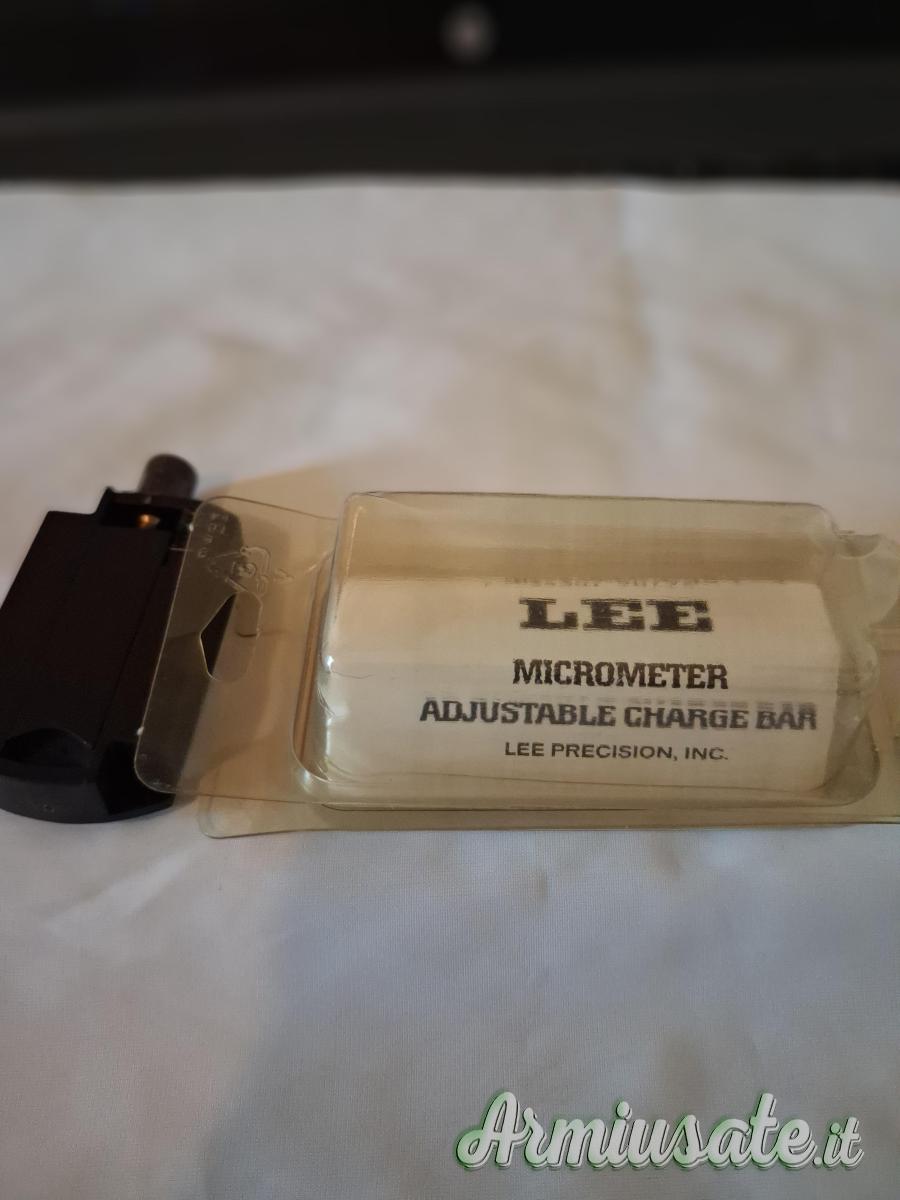 LEE
MICROMETER
ADJUSTABLE CHARGE BAR
LEE PRECISION, INC.
Armiusate.it